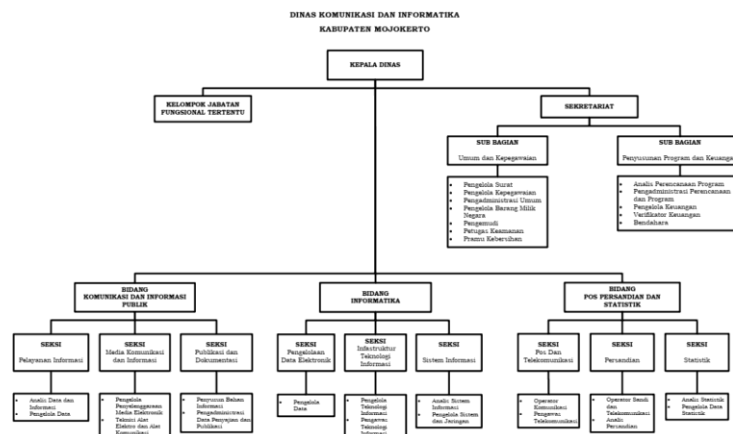 DINAS KOMUNIKASI DAN INFORMATIKA
KABUPATEN MOJOKERTO
KEPALA DINAS
KELOMPOK JABATAN
FUNGSIONAL TERTENTU
SEKRETARIAT
SUB BAGIAN
Umum dan Kepegawaian
SUB BAGIAN
Penyusunan Program dan Keuangan
• Pengelola Surat
• Pengelola Kepegawaian
• Pengadministrasi Umum
• Pengelola Barang Milik
Negara
• Pengemudi
• Petugas Keamanan
• Pramu Kebersihan
• Analis Perencanaan Program
• Pengadministrasi Perencanaan
dan Program
• Pengelola Keuangan
• Verifikator Keuangan
• Bendahara
BIDANG
KOMUNIKASI DAN INFORMASI
PUBLIK
BIDANG
INFORMATIKA
BIDANG
POS PERSANDIAN DAN
STATISTIK
SEKSI
Pelayanan Informasi
SEKSI
Media Komunikasi
dan Informasi
SEKSI
Publikasi dan
Dokumentasi
SEKSI
Pengelolaan
Data Elektronik
SEKSI
Infastruktur
Teknologi
Informasi
SEKSI
Sistem Informasi
SEKSI
Pos Dan
Telekomunikasi
SEKSI
Persandian
SEKSI
Statistik
• Analis Data dan
Informasi
• Pengelola Data
• Pengelola
Penyelenggaraan
Media Elektronik
• Teknisi Alat
Elektro dan Alat
Komunikasi
• Penyusun Bahan
Informasi
• Pengadministrasi
Data Penyajian dan
Publikasi
• Pengelola
Data
• Pengelola
Teknologi
Informasi
• Pengawas
Teknologi
Informasi
• Analis Sistem
Informasi
• Pengelola Sistem
dan Jaringan
• Operator
Komunikasi
• Pengawas
Telekomunikasi
• Operator Sandi
dan
Telekomunikasi
• Analis
Persandian
• Analis Statistik
• Pengelola Data
Statistik